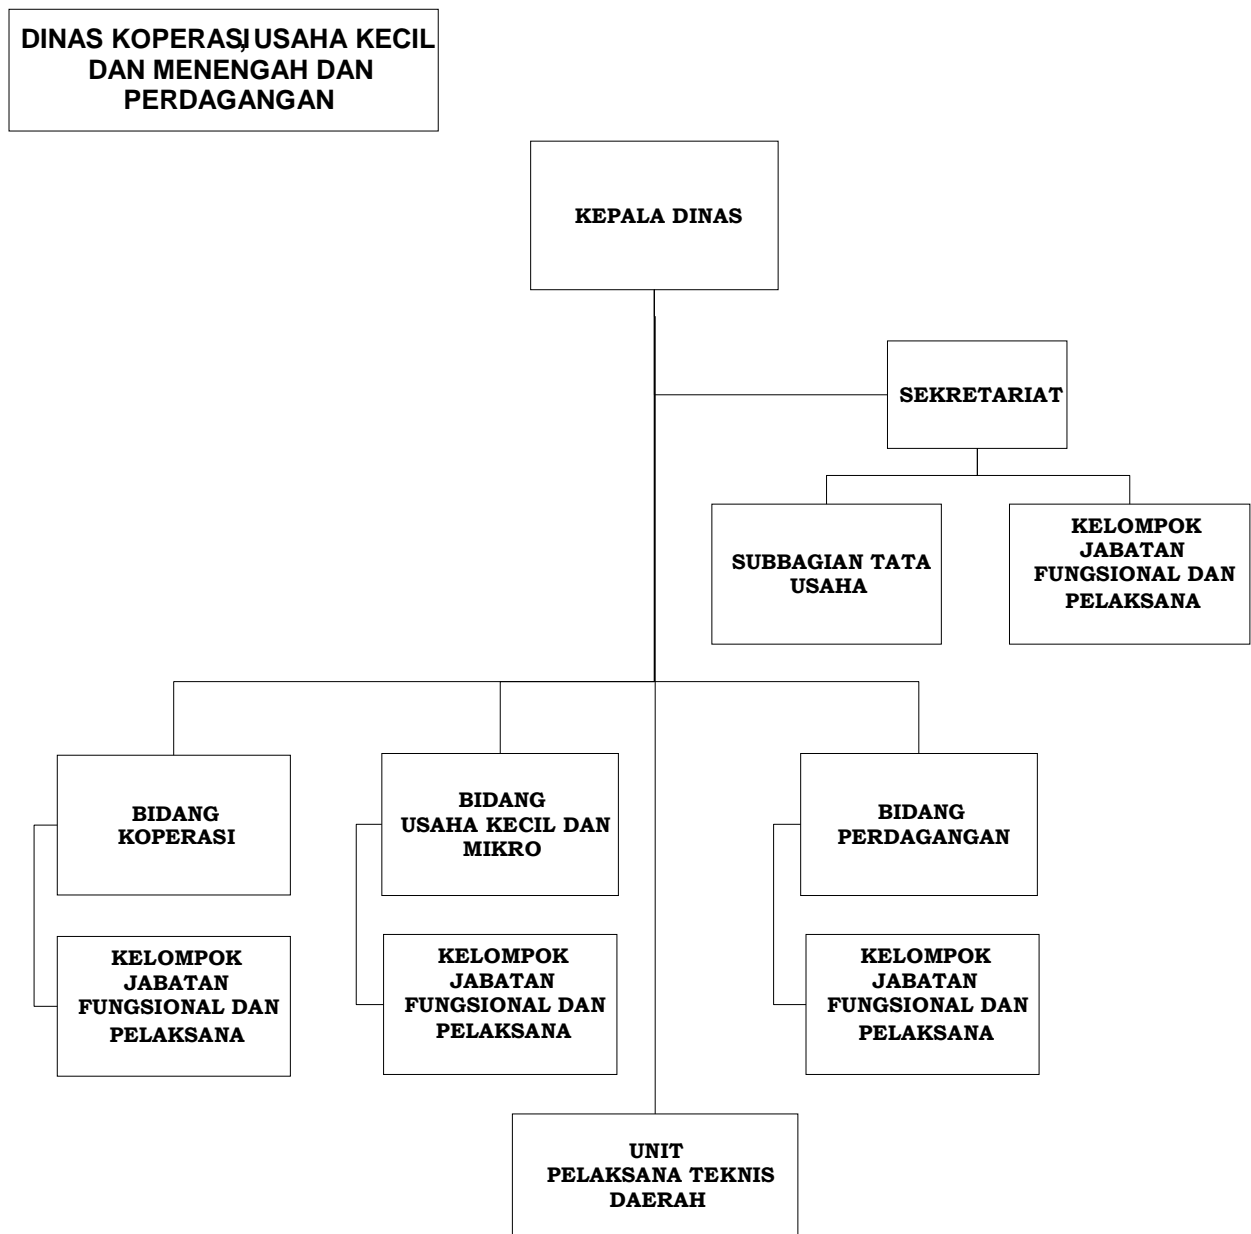 DINAS KOPERASI, USAHA KECIL
DAN MENENGAH DAN
PERDAGANGAN
KEPALA DINAS
SEKRETARIAT
SUBBAGIAN TATA
USAHA
KELOMPOK
JABATAN
FUNGSIONAL DAN
PELAKSANA
BIDANG
KOPERASI
BIDANG
USAHA KECIL DAN
MIKRO
BIDANG
PERDAGANGAN
KELOMPOK
JABATAN
FUNGSIONAL DAN
PELAKSANA
KELOMPOK
JABATAN
FUNGSIONAL DAN
PELAKSANA
KELOMPOK
JABATAN
FUNGSIONAL DAN
PELAKSANA
UNIT
PELAKSANA TEKNIS
DAERAH